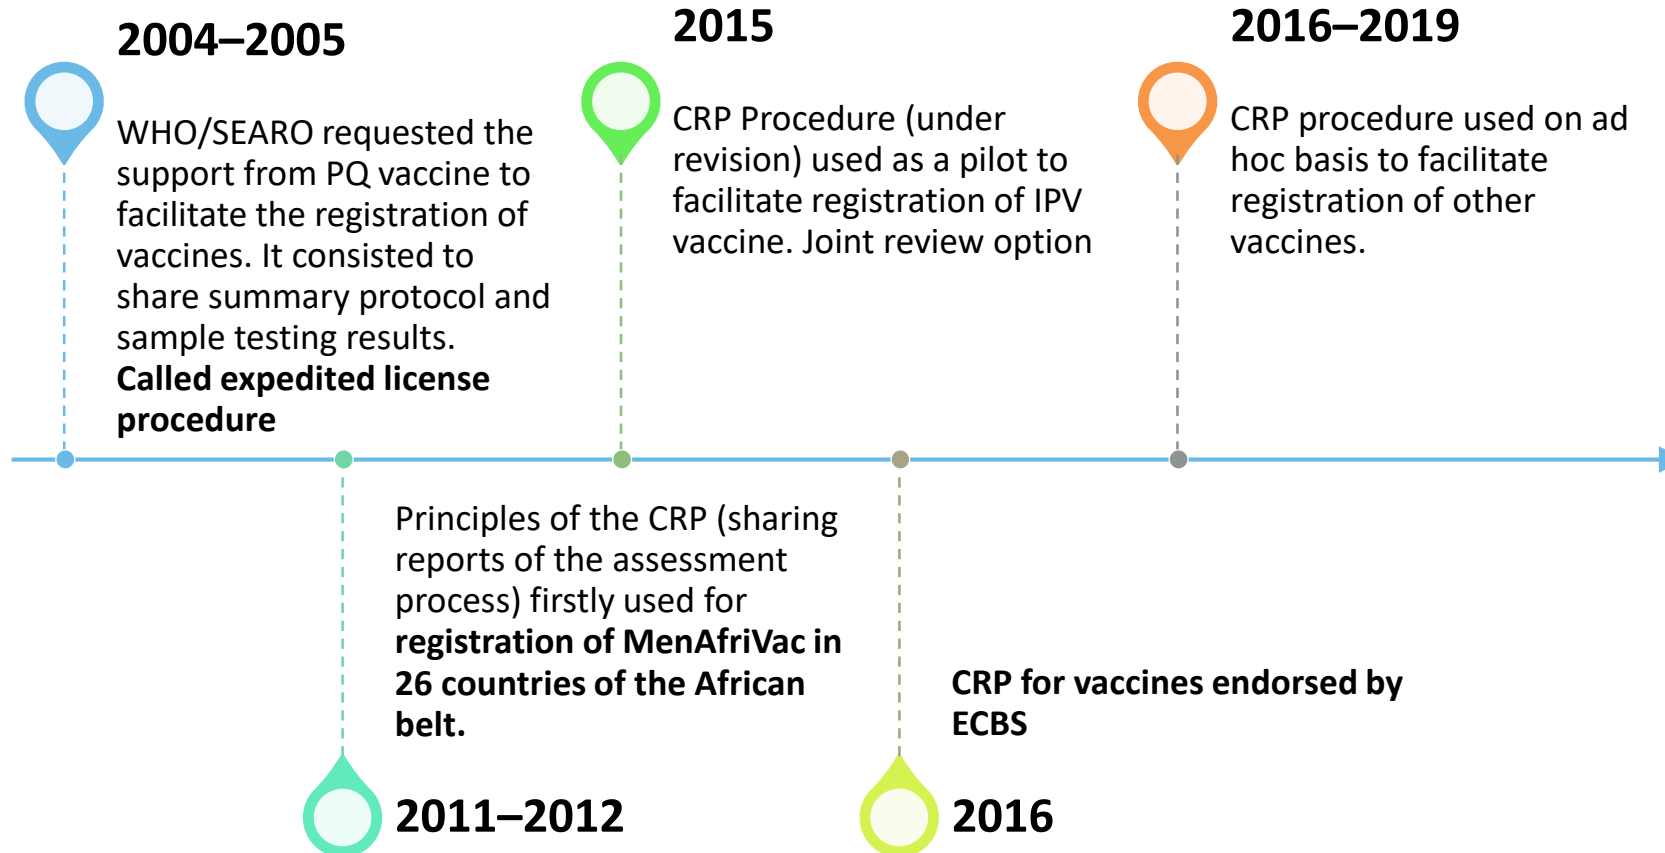 2004–2005
WHO/SEARO requested the
support from PQ vaccine to
facilitate the registration of
vaccines. It consisted to
share summary protocol and
sample testing results.
Called expedited license
procedure
2015
CRP Procedure (under
revision) used as a pilot to
facilitate registration of IPV
vaccine. Joint review option
2016–2019
CRP procedure used on ad
hoc basis to facilitate
registration of other
vaccines.
Principles of the CRP (sharing
reports of the assessment
process) firstly used for
registration of MenAfriVac in
26 countries of the African
belt.
2011–2012
CRP for vaccines endorsed by
ECBS
2016